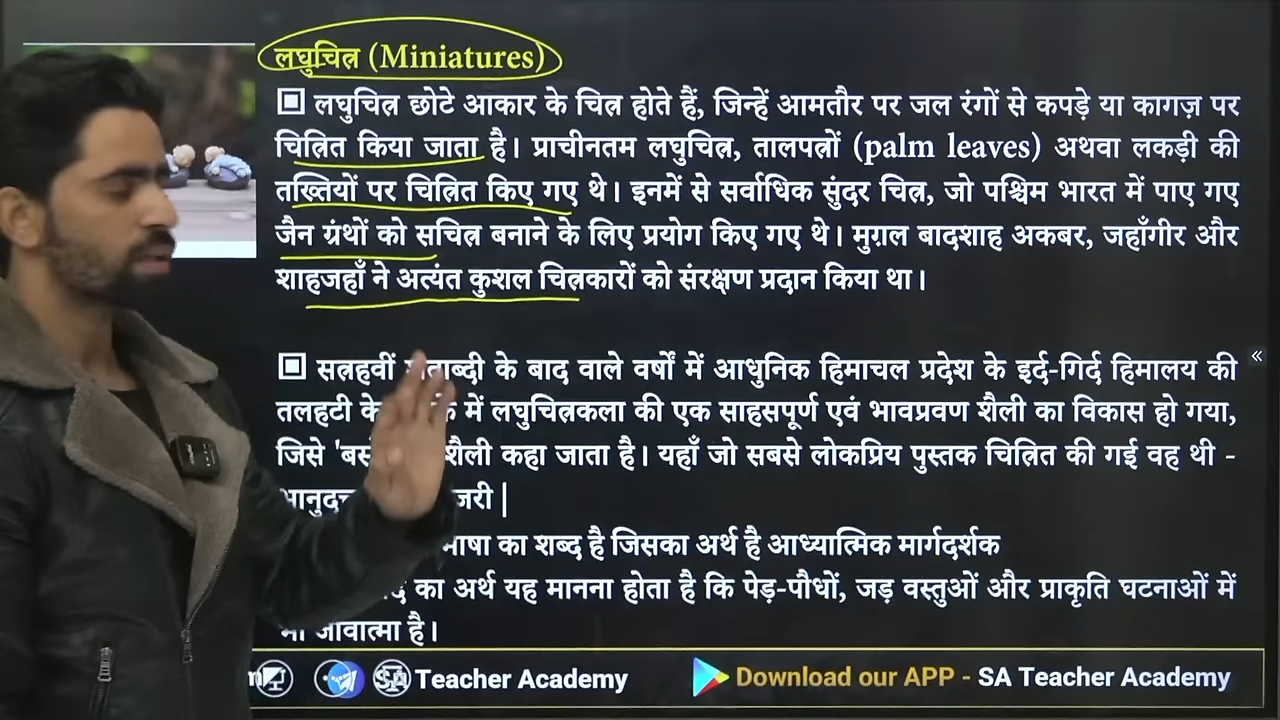 लघुचित्र (Miniatures)
लघुचित्र छोटे आकार के चित्र होते हैं, जिन्हें आमतौर पर जल रंगों से कपड़े या कागज़ पर
चित्रित किया जाता है। प्राचीनतम लघुचित्र, तालपत्रों (palm leaves) अथवा लकड़ी की
तख्तियों पर चित्रित किए गए थे। इनमें से सर्वाधिक सुंदर चित्र, जो पश्चिम भारत में पाए गए
जैन ग्रंथों को सचित्र बनाने के लिए प्रयोग किए गए थे। मुग़ल बादशाह अकबर, जहाँगीर और
शाहजहाँ ने अत्यंत कुशल चित्रकारों को संरक्षण प्रदान किया था।
सत्रहवीं के बाद वाले वर्षों में आधुनिक हिमाचल प्रदेश के इर्द-गिर्द हिमालय की
तलहटी के में लघुचित्रकला की एक साहसपूर्ण एवं भावप्रवण शैली का विकास हो गया,
जिसे शैली कहा जाता है। यहाँ जो सबसे लोकप्रिय पुस्तक चित्रित की गई वह थी -
का शब्द है जिसका अर्थ है आध्यात्मिक मार्गदर्शक
का अर्थ यह मानना होता है कि पेड़-पौधों, जड़ वस्तुओं और प्राकृति घटनाओं में
है।
Teacher Academy Download our APP - SA Teacher Academy